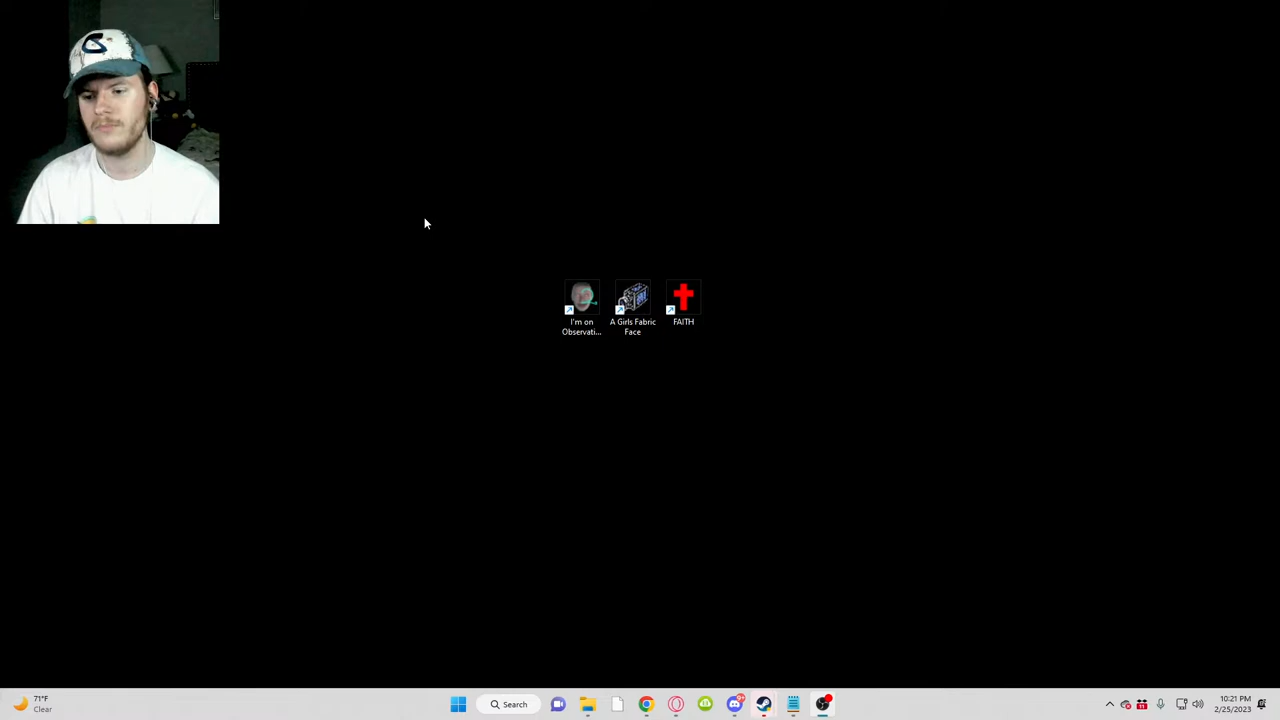 I'm on
Observati...
A Girls Fabric
Face
FAITH
71°F
Clear
Search
10:21 PM
2/25/2023